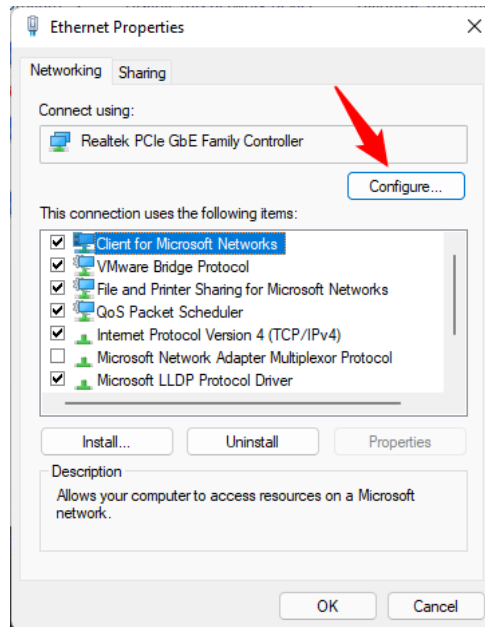 Ethernet Properties
Networking
Sharing
Connect using:
Realtek PCIe GbE Family Controller
Configure...
This connection uses the following items:
Client for Microsoft Networks
VMware Bridge Protocol
File and Printer Sharing for Microsoft Networks
QoS Packet Scheduler
Internet Protocol Version 4 (TCP/IPv4)
Microsoft Network Adapter Multiplexor Protocol
Microsoft LLDP Protocol Driver
Install...
Uninstall
Properties
Description
Allows your computer to access resources on a Microsoft
network.
OK
Cancel